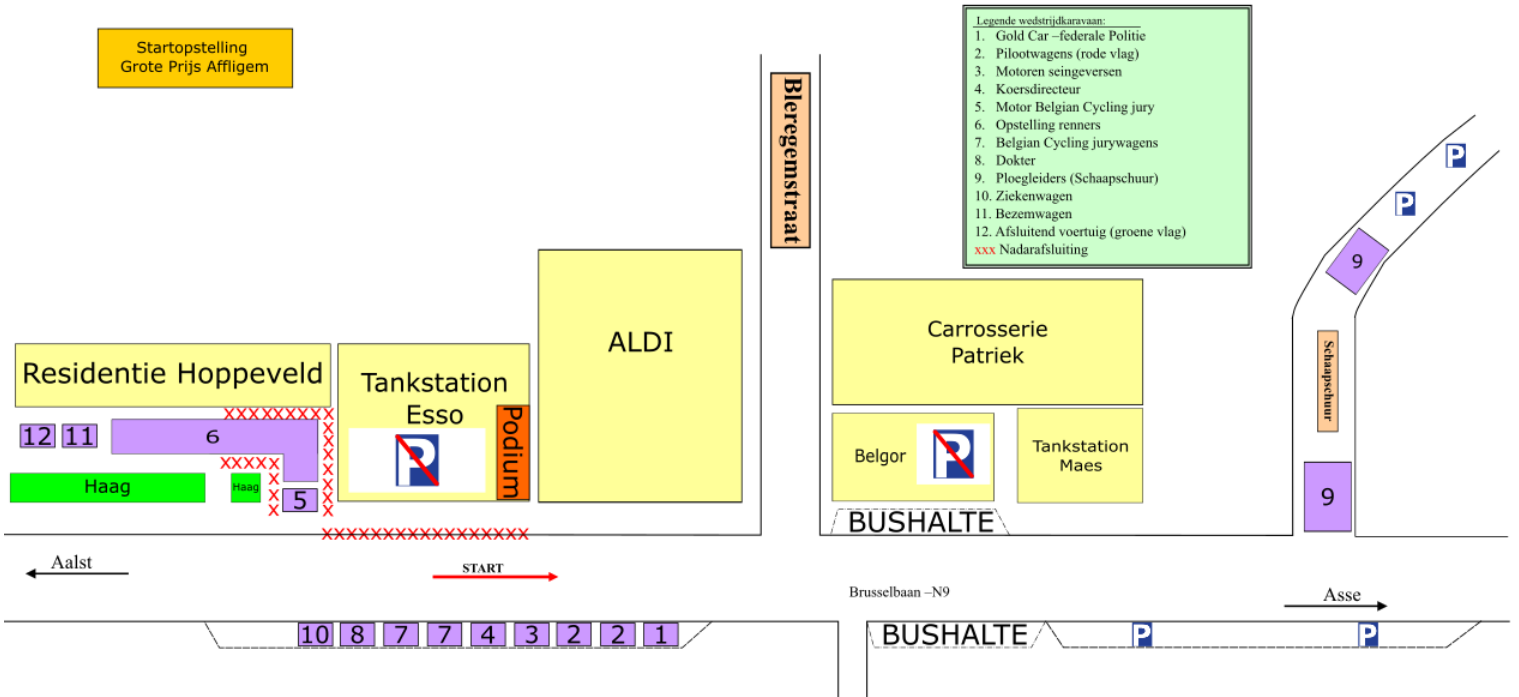 Startopstelling
Grote Prijs Affligem
Legende wedstrijdkaravaan:
1. Gold Car –federale Politie
2. Pilootwagens (rode vlag)
3. Motoren seingeversen
4. Koersdirecteur
5. Motor Belgian Cycling jury
6. Opstelling renners
7. Belgian Cycling jurywagens
8. Dokter
9. Ploegleiders (Schaapschuur)
10. Ziekenwagen
11. Bezemwagen
12. Afsluitend voertuig (groene vlag)
xxx Nadarafsluiting
Bleregemstraat
P
P
9
Schaapschuur
9
ALDI
Carrosserie
Patriek
Residentie Hoppeveld
Tankstation
Esso
Podium
P
Belgor
P
Tankstation
Maes
xxxxxxxxx
12 11 6
xxxxx
Haag
Haag
5
BUSHALTE
xxxxxxxxxxxxxxxxx
Aalst
START
Brusselbaan –N9
Asse
10 8 7 7 4 3 2 2 1
BUSHALTE
P
P